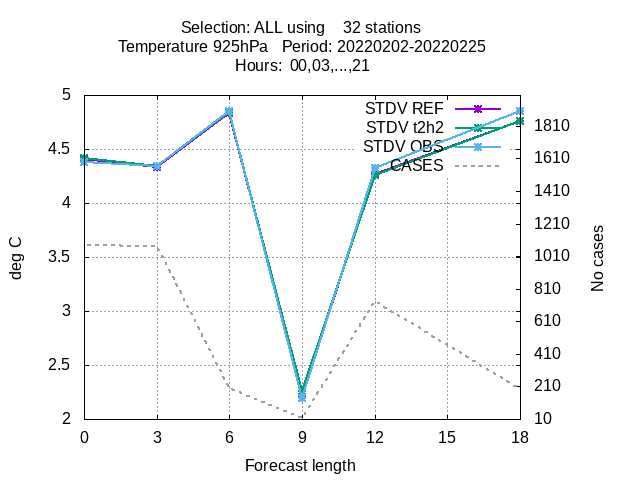 Selection: ALL using    32 stations
Temperature 925hPa   Period: 20220202-20220225
Hours:  00,03,...,21
5
4.5
4
3.5
3
2.5
2
deg C
STDV REF
STDV t2h2
STDV OBS
CASES
1810
1610
1410
1210
1010
810
610
410
210
10
No cases
0 3 6 9 12 15 18
Forecast length